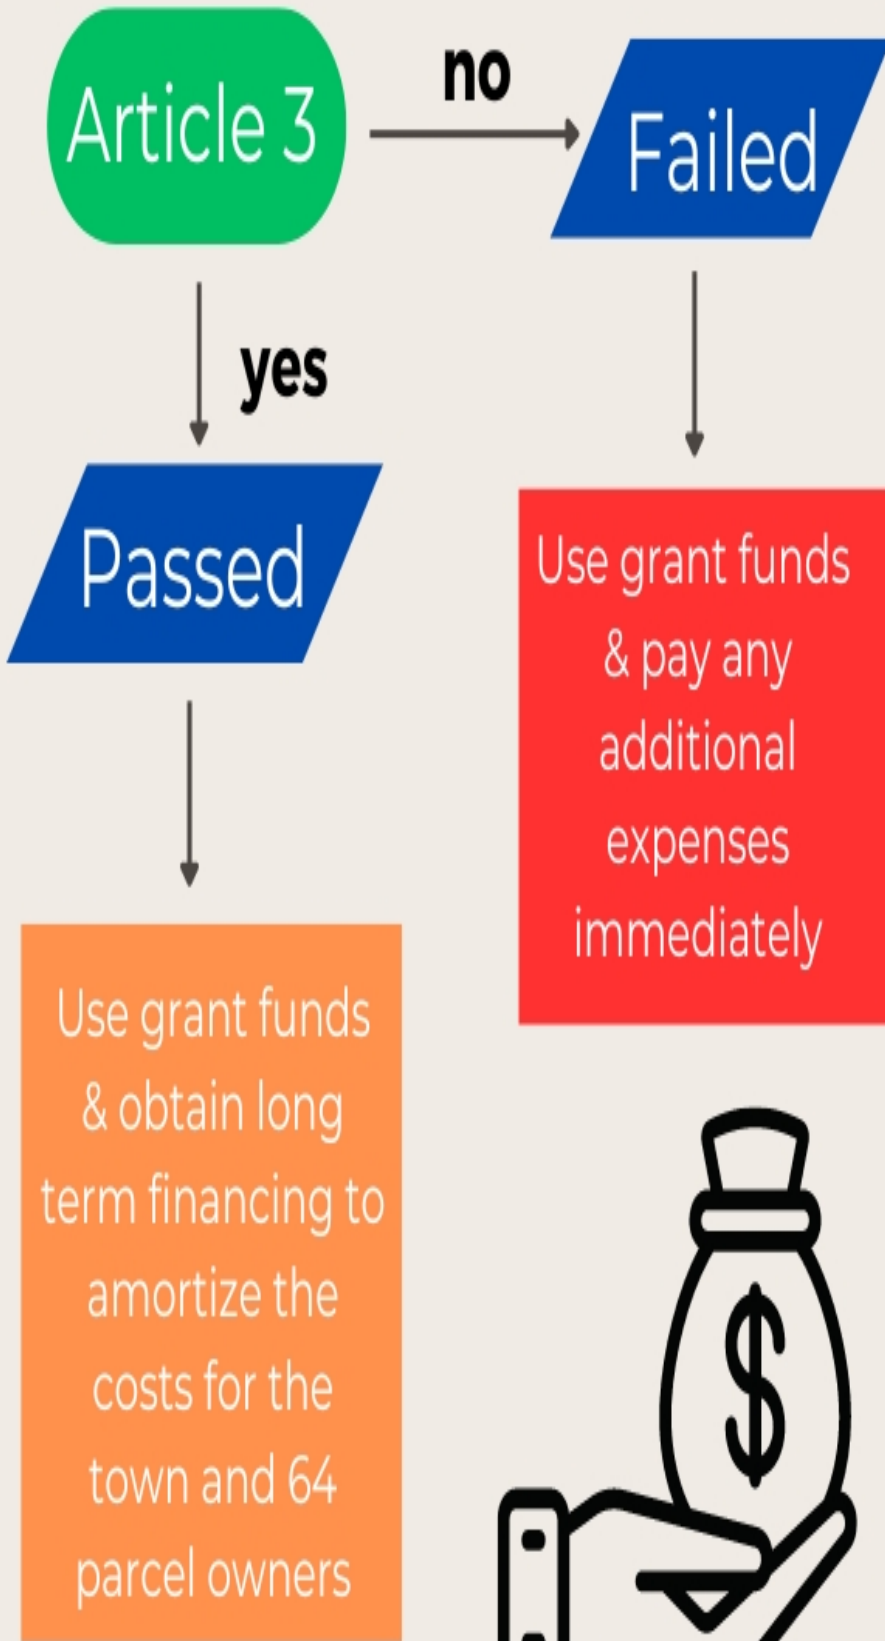 Article 3
no
Failed
yes
Passed
Use grant funds
& pay any
additional
expenses
immediately
Use grant funds
& obtain long
term financing to
amortize the
costs for the
town and 64
parcel owners
$